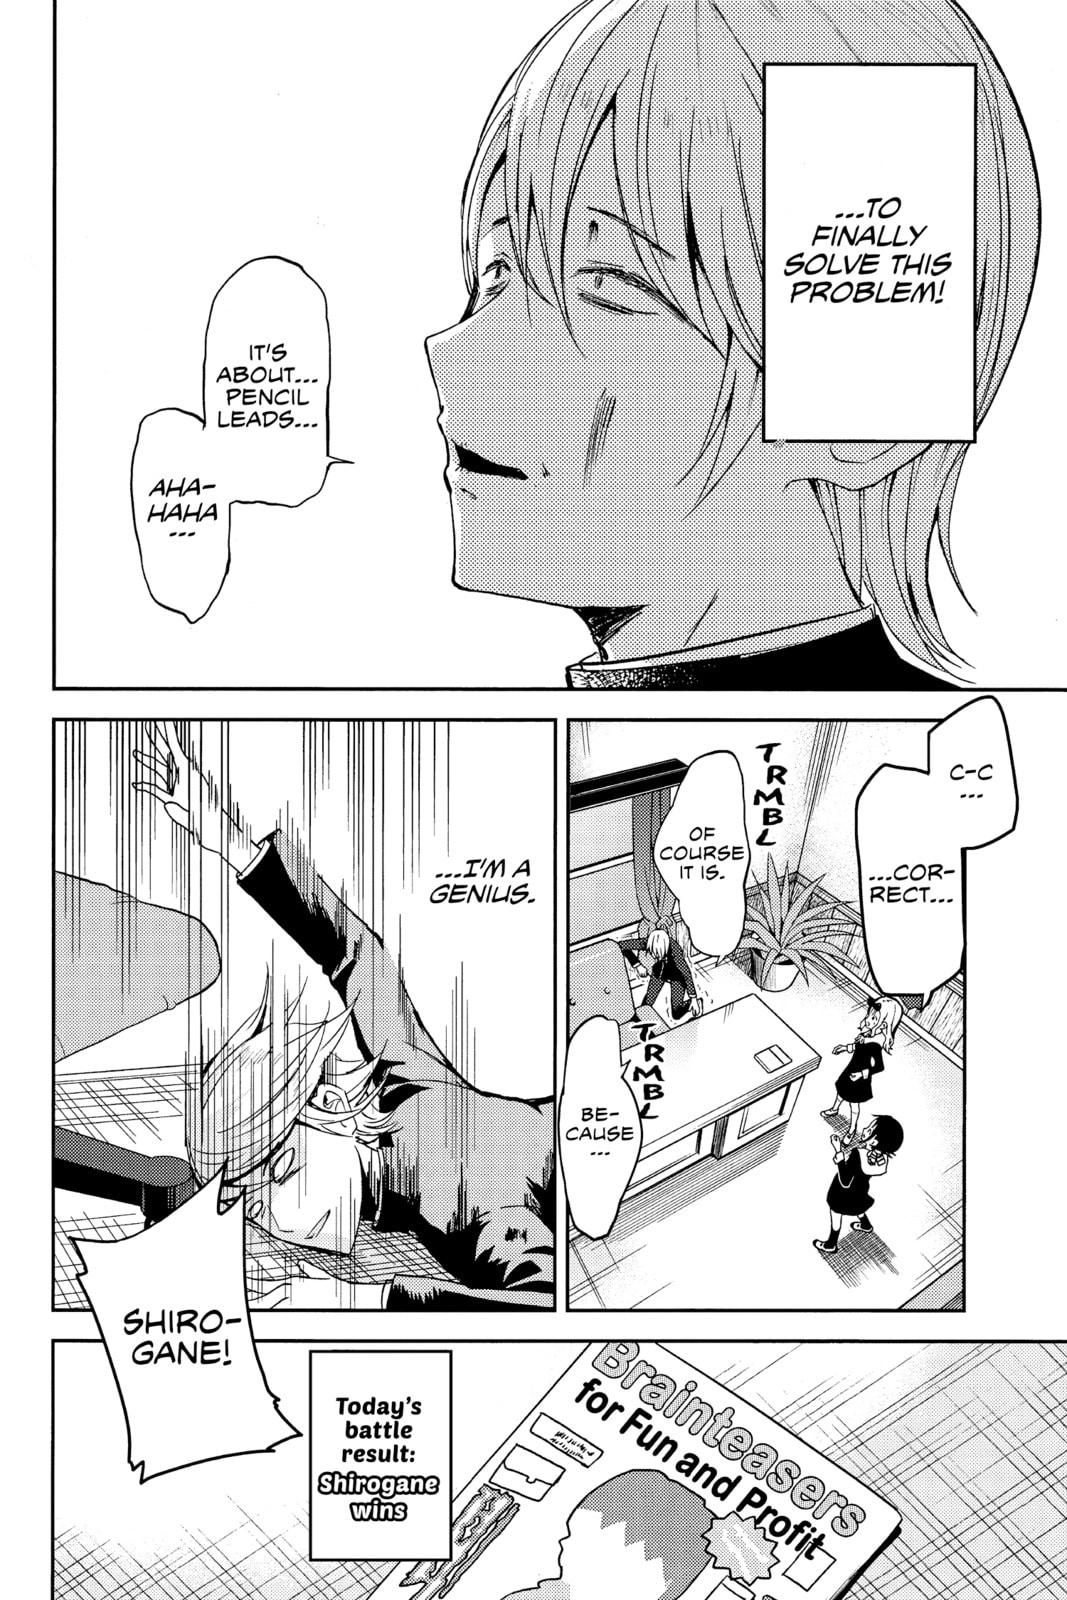 ...TO
FINALLY
SOLVE THIS
PROBLEM!
IT'S
ABOUT...
PENCIL
LEADS...
AHA-
HAHA
...
C-C
...
...COR-
RECT...
TRMBL
OF
COURSE
IT IS.
TRMBL
BE-
CAUSE
...
...I'M A
GENIUS.
SHIRO-
GANE!
Today's
battle
result:
Shirogane
wins
Brainteasers
for Fun and Profit